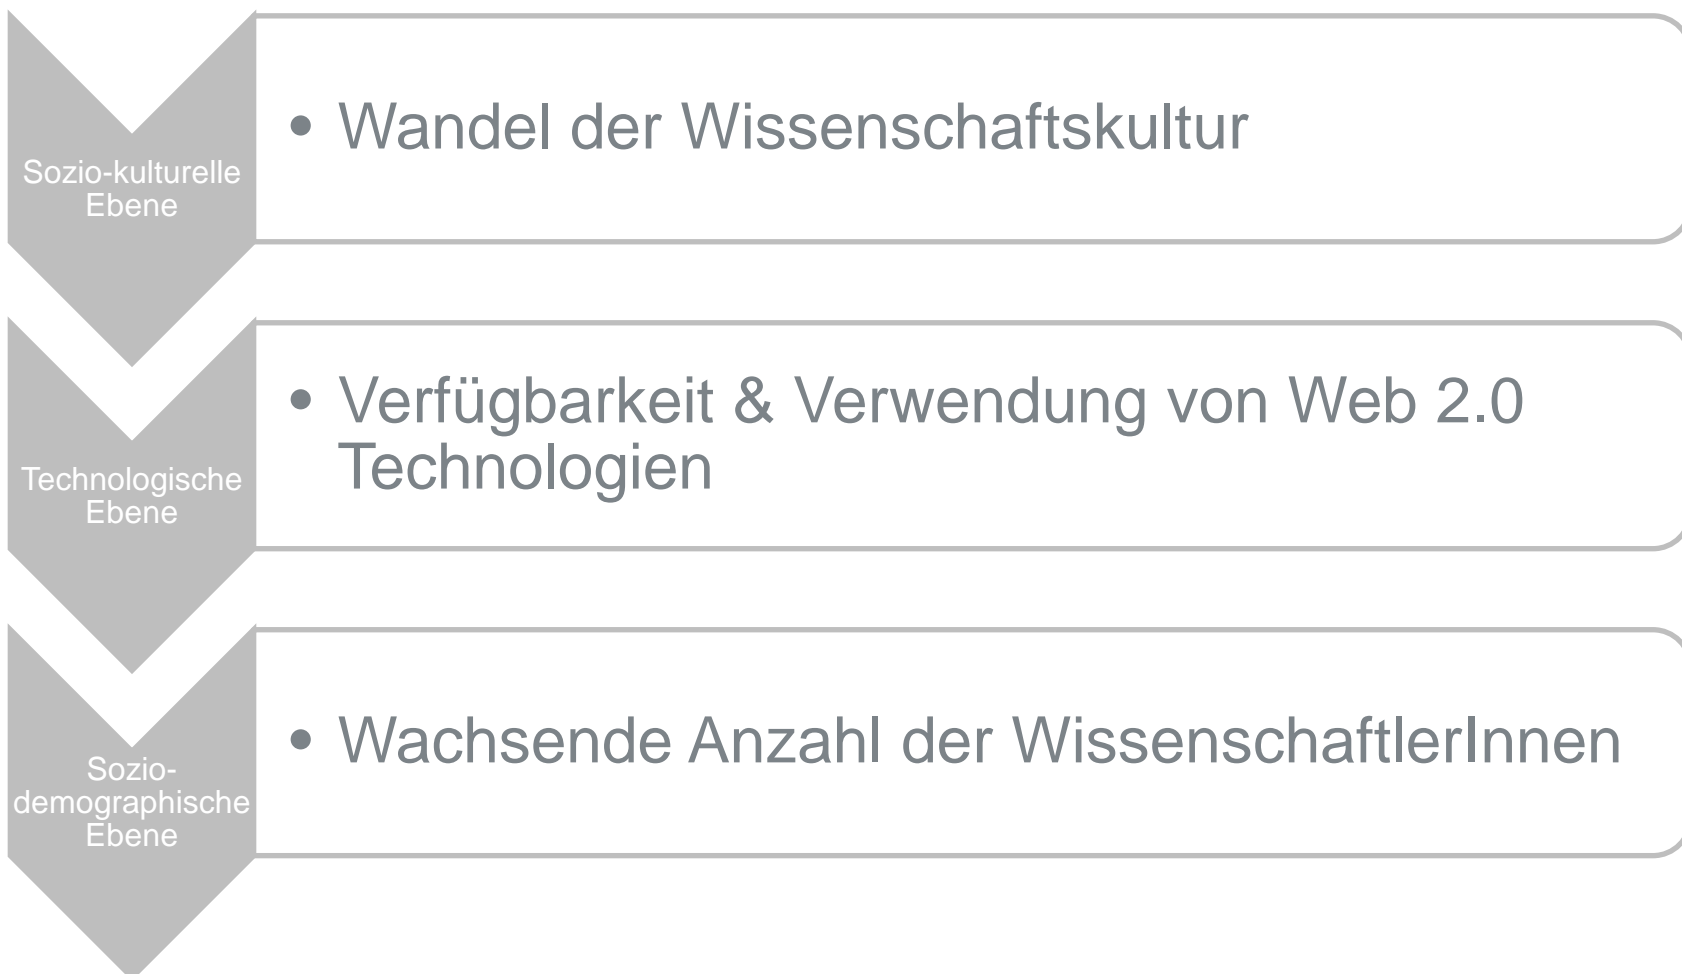 Sozio-kulturelle
Ebene
• Wandel der Wissenschaftskultur
Technologische
Ebene
• Verfügbarkeit & Verwendung von Web 2.0
Technologien
Sozio-
demographische
Ebene
• Wachsende Anzahl der WissenschaftlerInnen